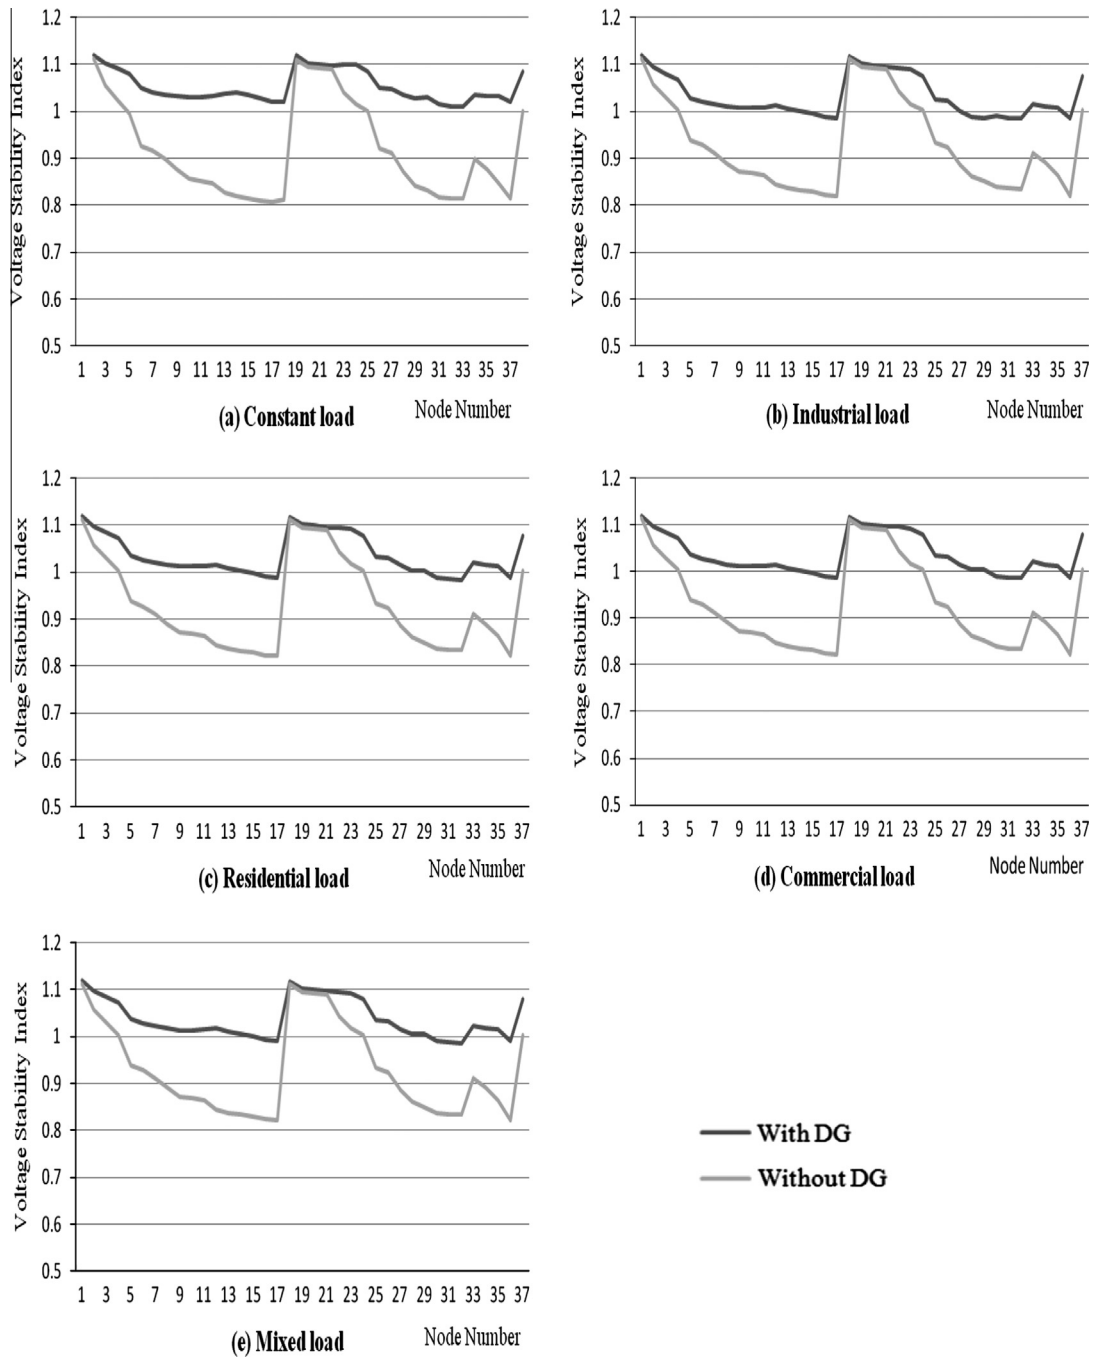 1.2
1.1
1
0.9
0.8
0.7
0.6
0.5
Voltage Stability Index
1 3 5 7 9 11 13 15 17 19 21 23 25 27 29 31 33 35 37
(a) Constant load
Node Number
1.2
1.1
1
0.9
0.8
0.7
0.6
0.5
Voltage Stability Index
1 3 5 7 9 11 13 15 17 19 21 23 25 27 29 31 33 35 37
(b) Industrial load
Node Number
1.2
1.1
1
0.9
0.8
0.7
0.6
0.5
Voltage Stability Index
1 3 5 7 9 11 13 15 17 19 21 23 25 27 29 31 33 35 37
(c) Residential load
Node Number
1.2
1.1
1
0.9
0.8
0.7
0.6
0.5
Voltage Stability Index
1 3 5 7 9 11 13 15 17 19 21 23 25 27 29 31 33 35 37
(d) Commercial load
Node Number
1.2
1.1
1
0.9
0.8
0.7
0.6
0.5
Voltage Stability Index
1 3 5 7 9 11 13 15 17 19 21 23 25 27 29 31 33 35 37
(e) Mixed load
Node Number
With DG
Without DG